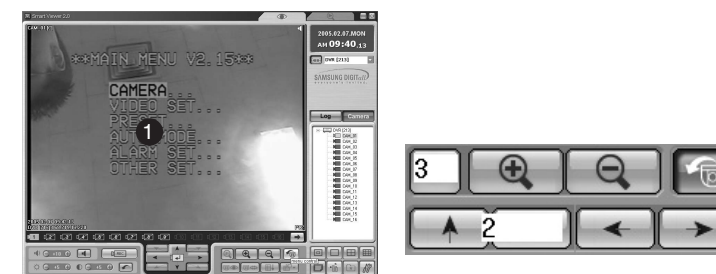 Smart Viewer 2.0
2005.02.07.MON
AM 09:40.13
DVR [213]
SAMSUNG DIGITall
**MAIN MENU V2.15**
CAMERA...
VIDEO SET...
PRESET...
AUTO MODE...
ALARM SET...
OTHER SET...
1
Log
Camera
DVR [213]
CAM_01
CAM_02
CAM_03
CAM_04
CAM_05
CAM_06
CAM_07
CAM_08
CAM_09
CAM_10
CAM_11
CAM_12
CAM_13
CAM_14
CAM_15
CAM_16
menu control
3
2